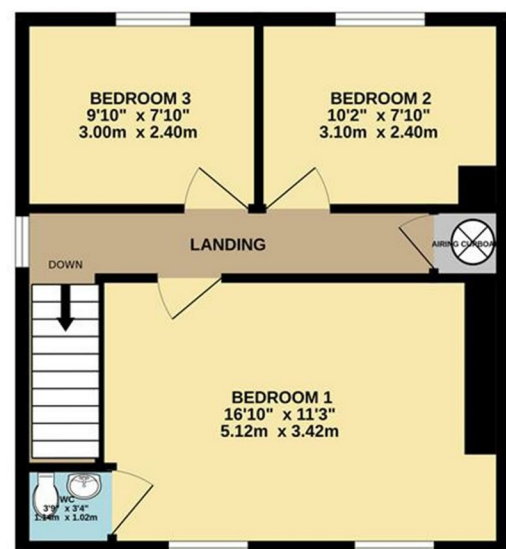 BEDROOM 3
9'10" x 7'10"
3.00m x 2.40m
BEDROOM 2
10'2" x 7'10"
3.10m x 2.40m
LANDING
AIRING CUPBOA
DOWN
BEDROOM 1
16'10" x 11'3"
5.12m x 3.42m
WC
3'9" x 3'4"
1.14m x 1.02m